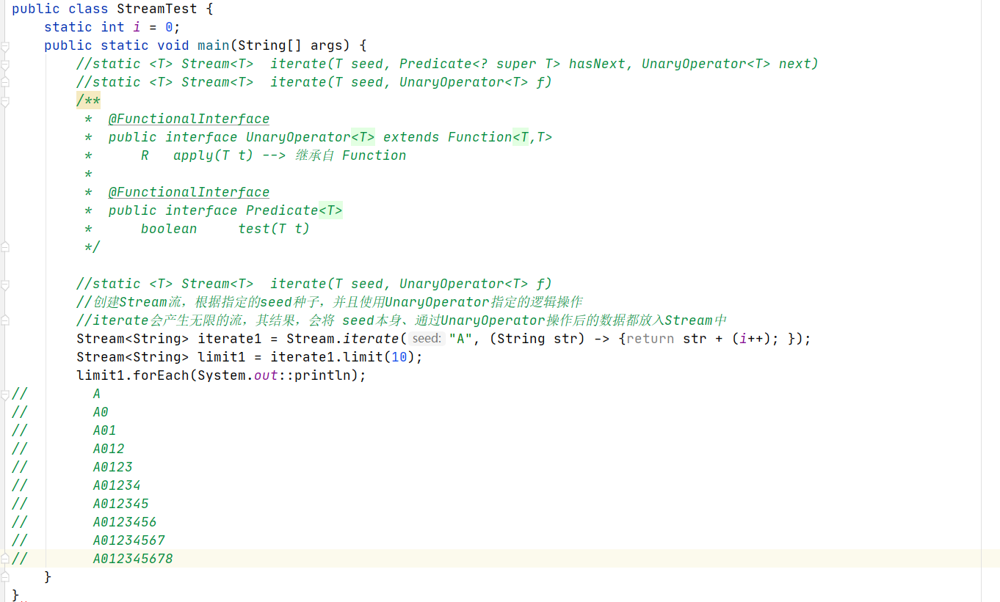 public class StreamTest {
    static int i = 0;
    public static void main(String[] args) {
        //static <T> Stream<T>  iterate(T seed, Predicate<? super T> hasNext, UnaryOperator<T> next)
        //static <T> Stream<T>  iterate(T seed, UnaryOperator<T> f)
        /**
         *  @FunctionalInterface
         *  public interface UnaryOperator<T> extends Function<T,T>
         *      R   apply(T t) --> 继承自 Function
         *
         *  @FunctionalInterface
         *  public interface Predicate<T>
         *      boolean     test(T t)
         */
        //static <T> Stream<T>  iterate(T seed, UnaryOperator<T> f)
        //创建Stream流，根据指定的seed种子，并且使用UnaryOperator指定的逻辑操作
        //iterate会产生无限的流，其结果，会将 seed本身、通过UnaryOperator操作后的数据都放入Stream中
        Stream<String> iterate1 = Stream.iterate( seed: "A", (String str) -> {return str + (i++); });
        Stream<String> limit1 = iterate1.limit(10);
        limit1.forEach(System.out::println);
//        A
//        A0
//        A01
//        A012
//        A0123
//        A01234
//        A012345
//        A0123456
//        A01234567
//        A012345678
    }
}